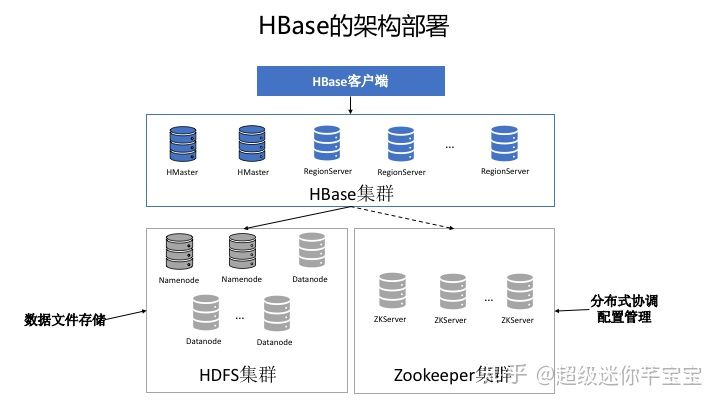 HBase的架构部署
HBase客户端
HMaster
HMaster
RegionServer
RegionServer
...
RegionServer
HBase集群
Namenode
Namenode
Datanode
Datanode
...
Datanode
HDFS集群
ZKServer
ZKServer
...
ZKServer
Zookeeper集群
数据文件存储
分布式协调
配置管理
知乎 @超级迷你芊宝宝